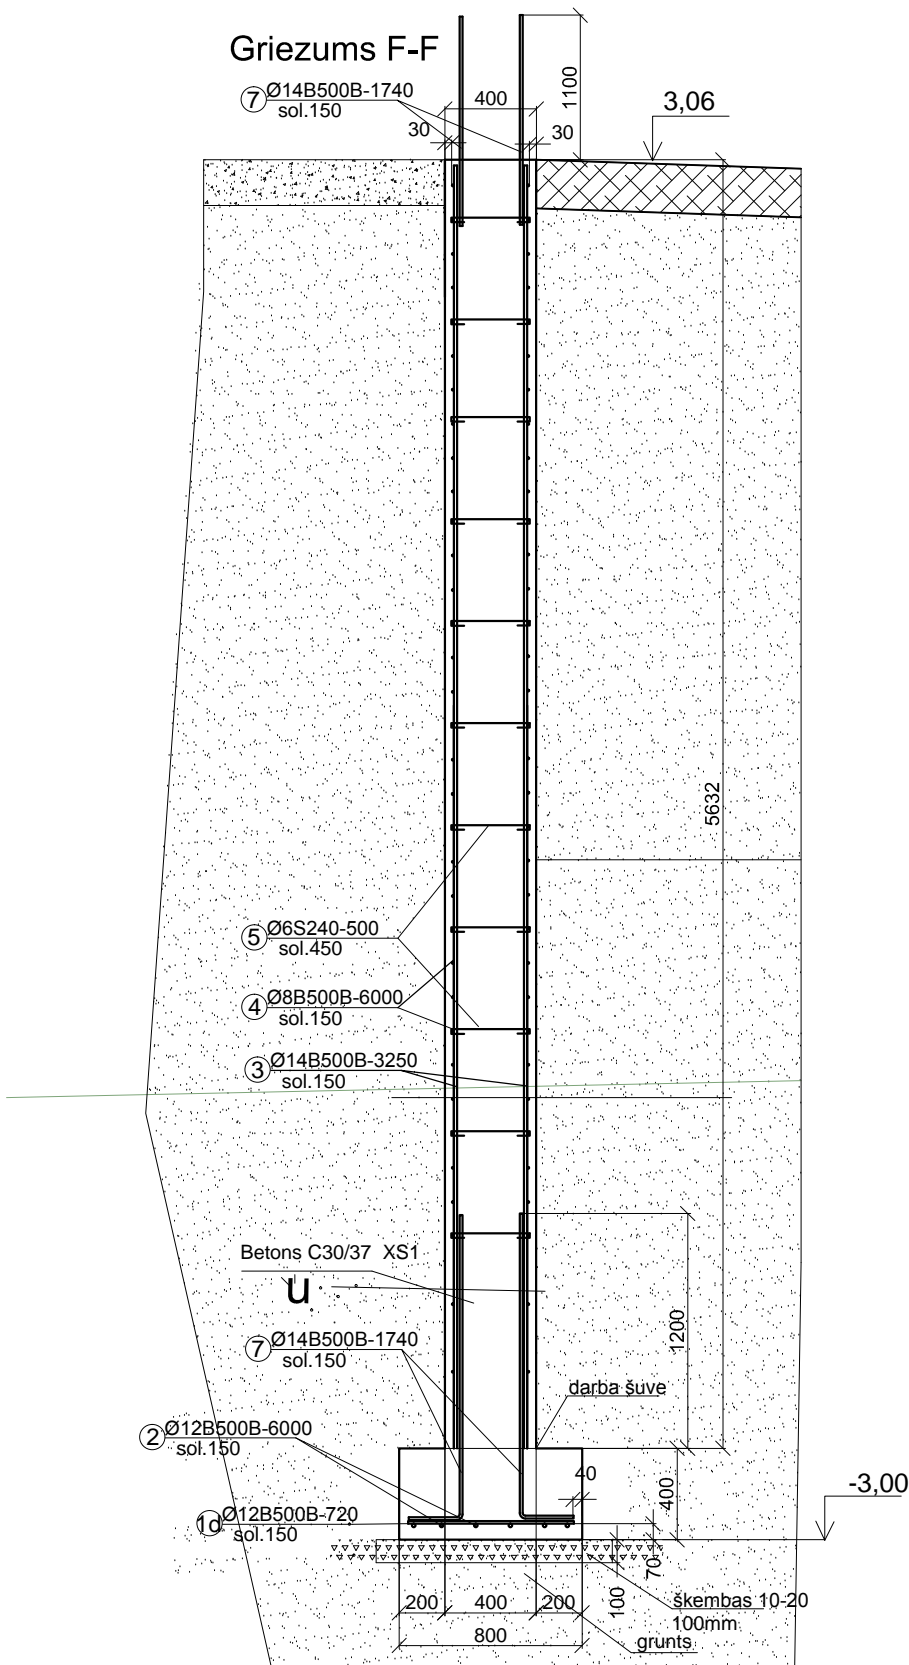 Griezums F-F
7 Ø14B500B-1740
sol.150
400
30
30
1100
3,06
5632
5 Ø6S240-500
sol.450
4 Ø8B500B-6000
sol.150
3 Ø14B500B-3250
sol.150
Betons C30/37 XS1
u
7 Ø14B500B-1740
sol.150
1200
darba šuve
2 Ø12B500B-6000
sol.150
40
400
-3,00
1d Ø12B500B-720
sol.150
70
100
škembas 10-20
100mm
200 400 200
grunts
800